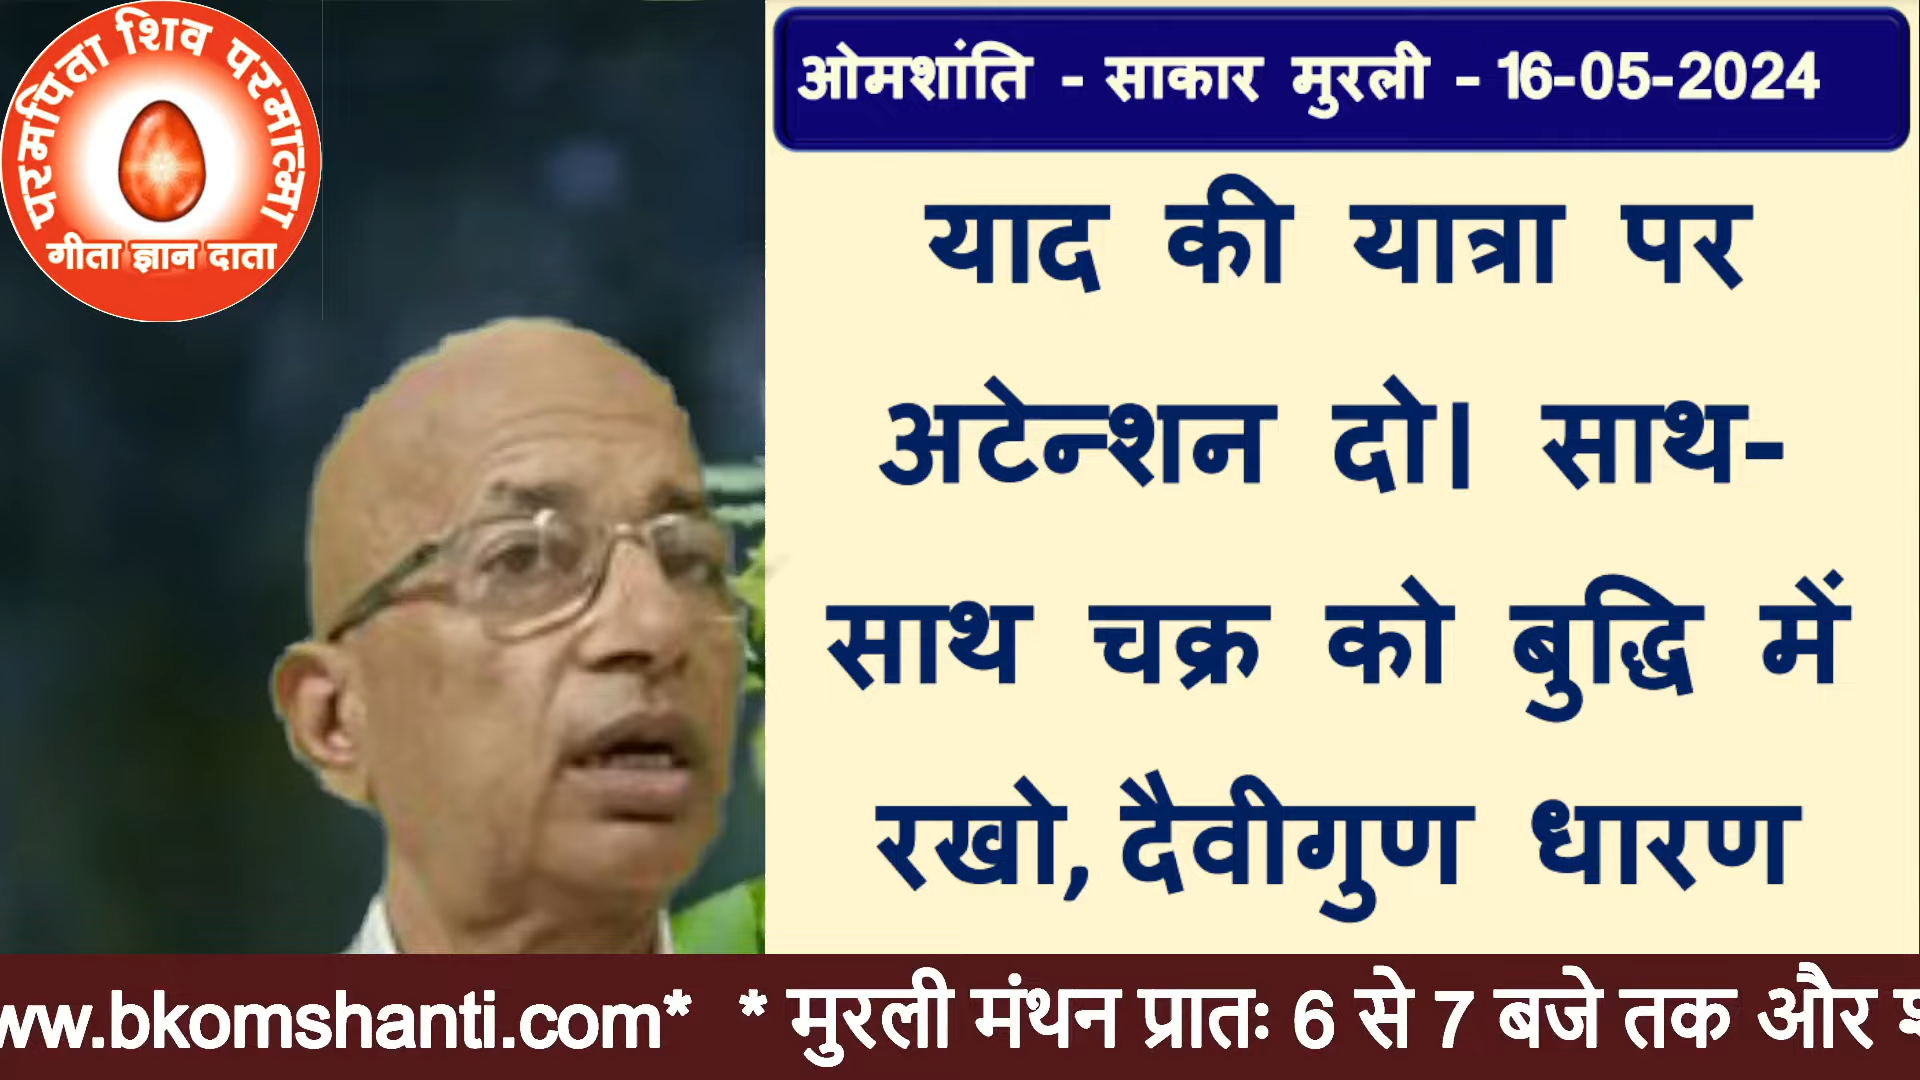 परमपिता शिव परमात्मा
गीता ज्ञान दाता
ओमशांति - साकार मुरली - 16-05-2024
याद की यात्रा पर
अटेन्शन दो। साथ-
साथ चक्र को बुद्धि में
रखो, दैवीगुण धारण
ww.bkomshanti.com* * मुरली मंथन प्रातः 6 से 7 बजे तक और